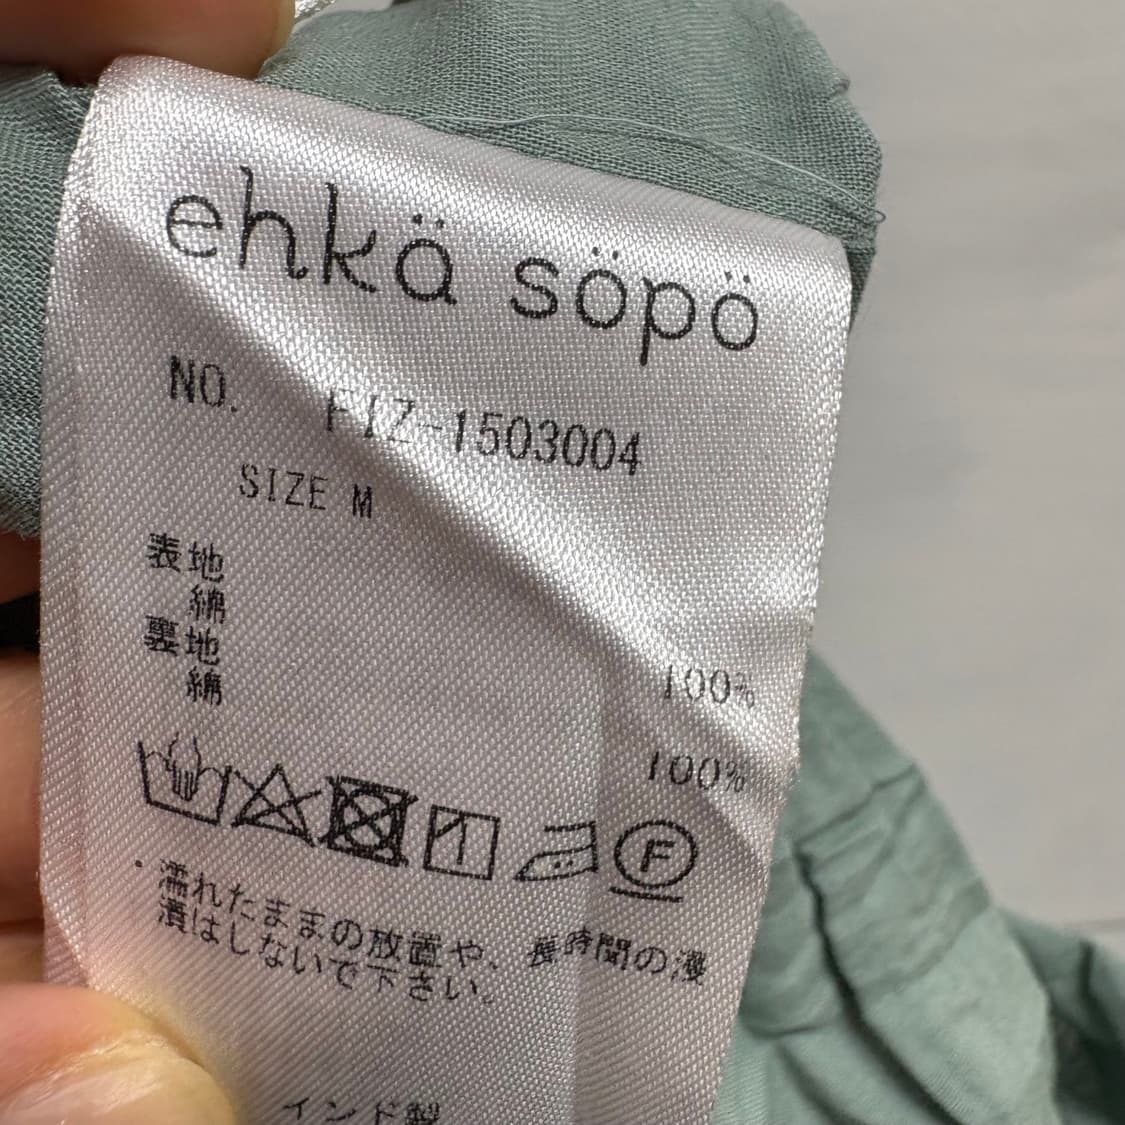 ehkä söpö
NO. FIZ-1503004
SIZE M
表地
綿 100%
裏地
綿 100%
F
・濡れたままの放置や、長時間の浸
漬はしないで下さい。
インド製